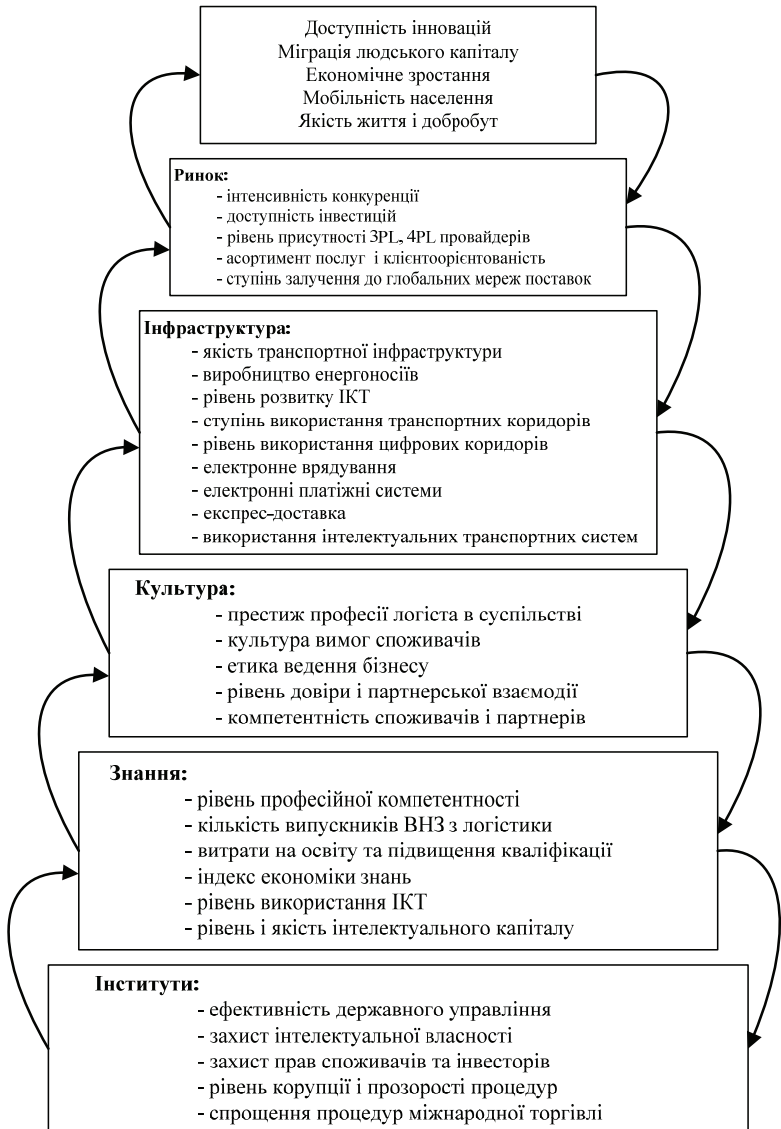 Доступність інновацій
Міграція людського капіталу
Економічне зростання
Мобільність населення
Якість життя і добробут
Ринок:
- інтенсивність конкуренції
- доступність інвестицій
- рівень присутності 3PL, 4PL провайдерів
- асортимент послуг і клієнтоорієнтованість
- ступінь залучення до глобальних мереж поставок
Інфраструктура:
- якість транспортної інфраструктури
- виробництво енергоносіїв
- рівень розвитку ІКТ
- ступінь використання транспортних коридорів
- рівень використання цифрових коридорів
- електронне врядування
- електронні платіжні системи
- експрес-доставка
- використання інтелектуальних транспортних систем
Культура:
- престиж професії логіста в суспільстві
- культура вимог споживачів
- етика ведення бізнесу
- рівень довіри і партнерської взаємодії
- компетентність споживачів і партнерів
Знання:
- рівень професійної компетентності
- кількість випускників ВНЗ з логістики
- витрати на освіту та підвищення кваліфікації
- індекс економіки знань
- рівень використання ІКТ
- рівень і якість інтелектуального капіталу
Інститути:
- ефективність державного управління
- захист інтелектуальної власності
- захист прав споживачів та інвесторів
- рівень корупції і прозорості процедур
- спрощення процедур міжнародної торгівлі